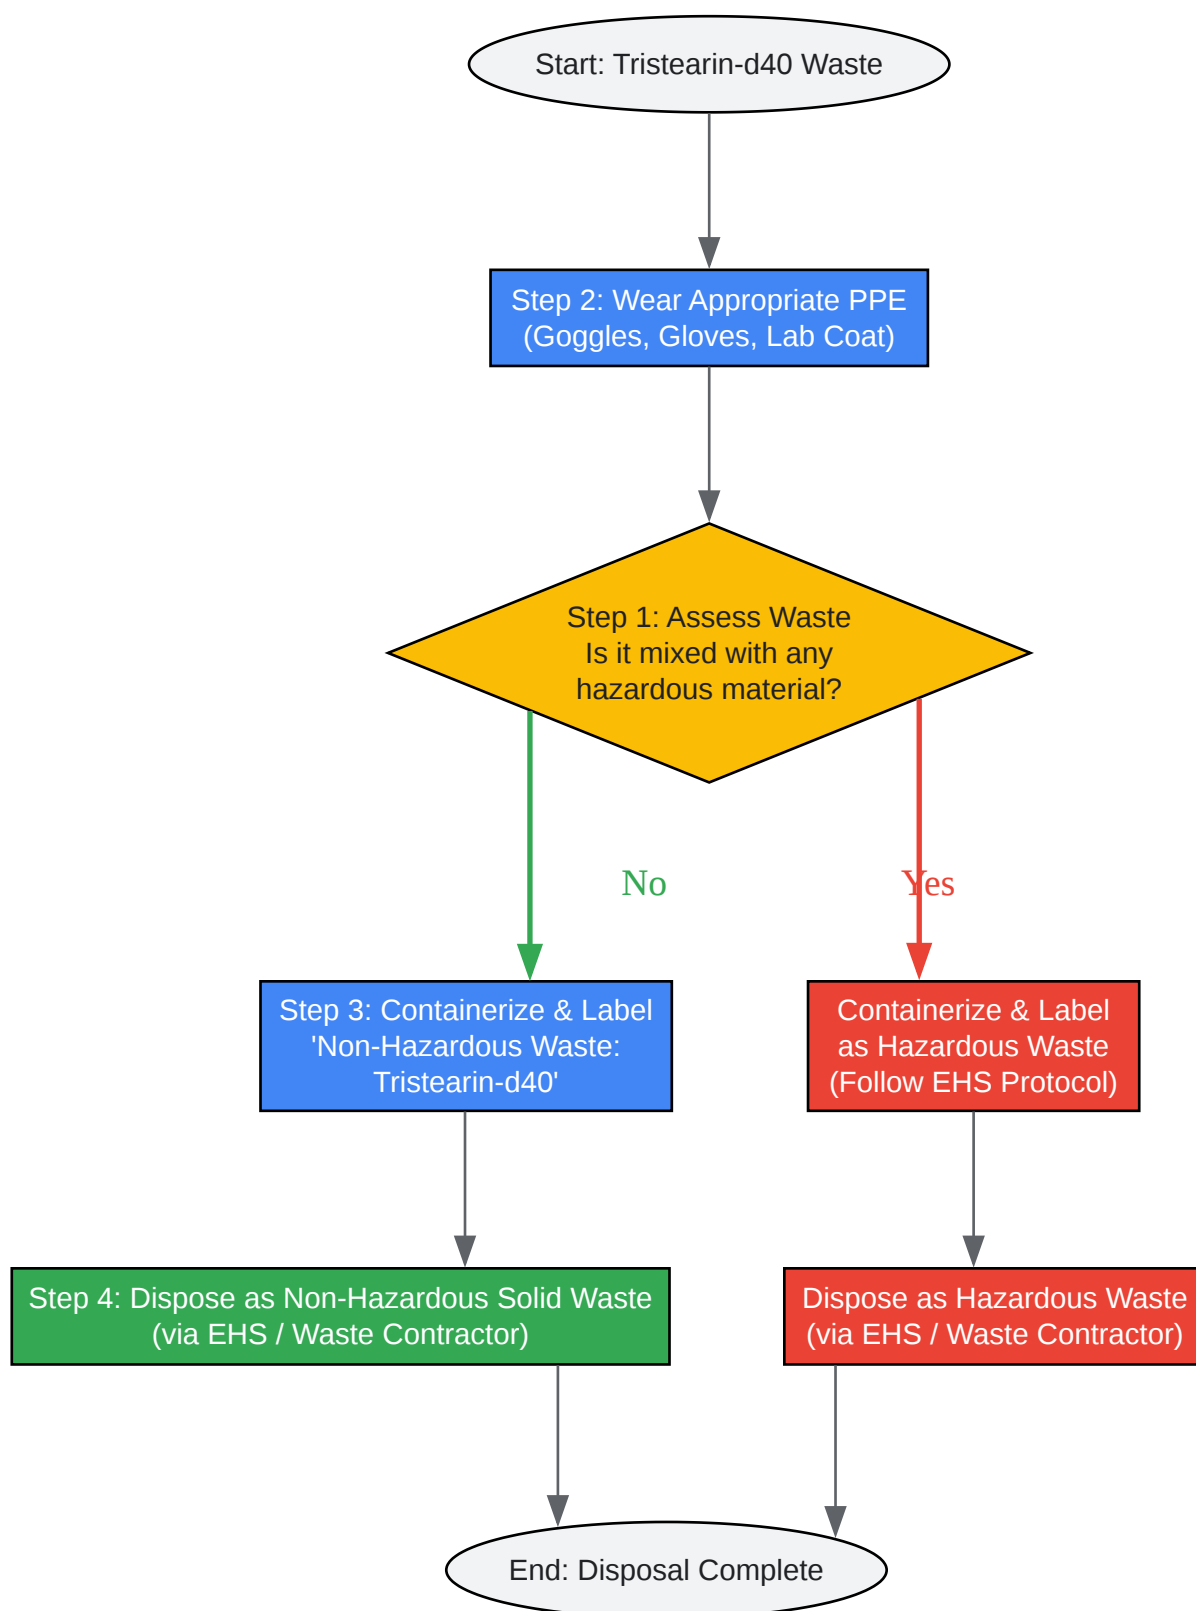 Start: Tristearin-d40 Waste
Step 2: Wear Appropriate PPE
(Goggles, Gloves, Lab Coat)
Step 1: Assess Waste
Is it mixed with any
hazardous material?
No
Yes
Step 3: Containerize & Label
'Non-Hazardous Waste:
Tristearin-d40'
Containerize & Label
as Hazardous Waste
(Follow EHS Protocol)
Step 4: Dispose as Non-Hazardous Solid Waste
(via EHS / Waste Contractor)
Dispose as Hazardous Waste
(via EHS / Waste Contractor)
End: Disposal Complete